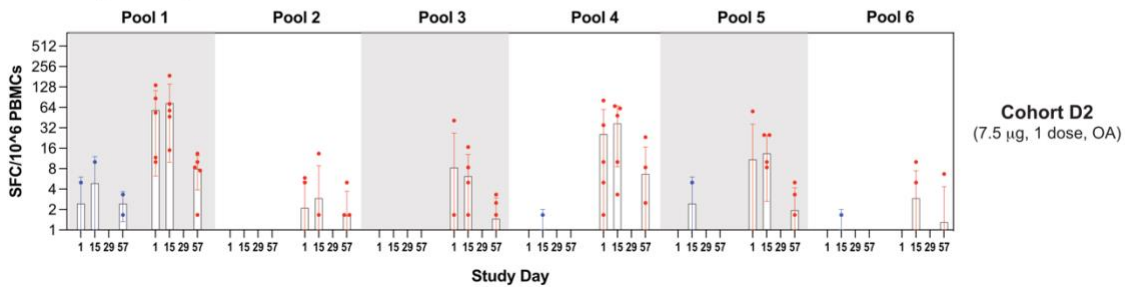 Pool 1 Pool 2 Pool 3 Pool 4 Pool 5 Pool 6
512
256
128
64
32
16
8
4
2
1
SFC/10^6 PBMCs
Cohort D2
(7.5 μg, 1 dose, OA)
1 15 29 57 1 15 29 57 1 15 29 57 1 15 29 57 1 15 29 57 1 15 29 57 1 15 29 57 1 15 29 57 1 15 29 57 1 15 29 57 1 15 29 57 1 15 29 57
Study Day